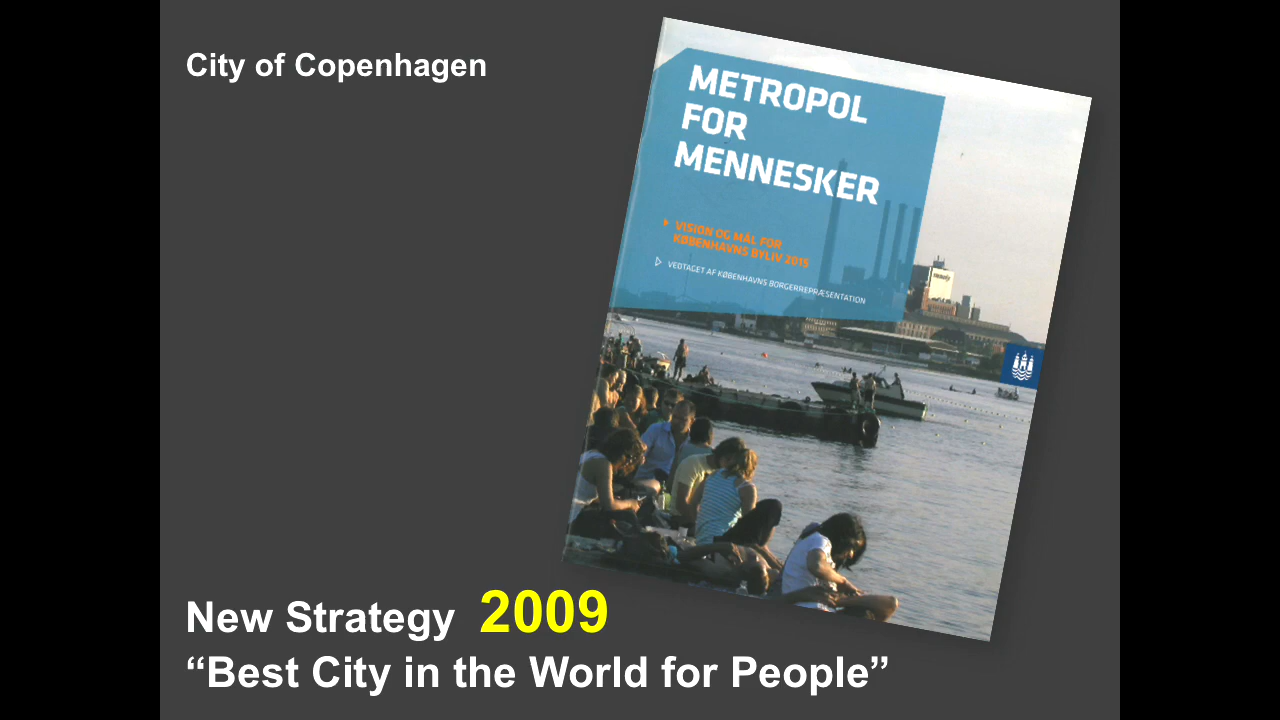 City of Copenhagen
METROPOL
FOR
MENNESKER
VISION OG MÅL FOR
KØBENHAVNS BYLIV 2015
VEDTAGET AF KØBENHAVNS BORGERREPRÆSENTATION
New Strategy 2009
“Best City in the World for People”